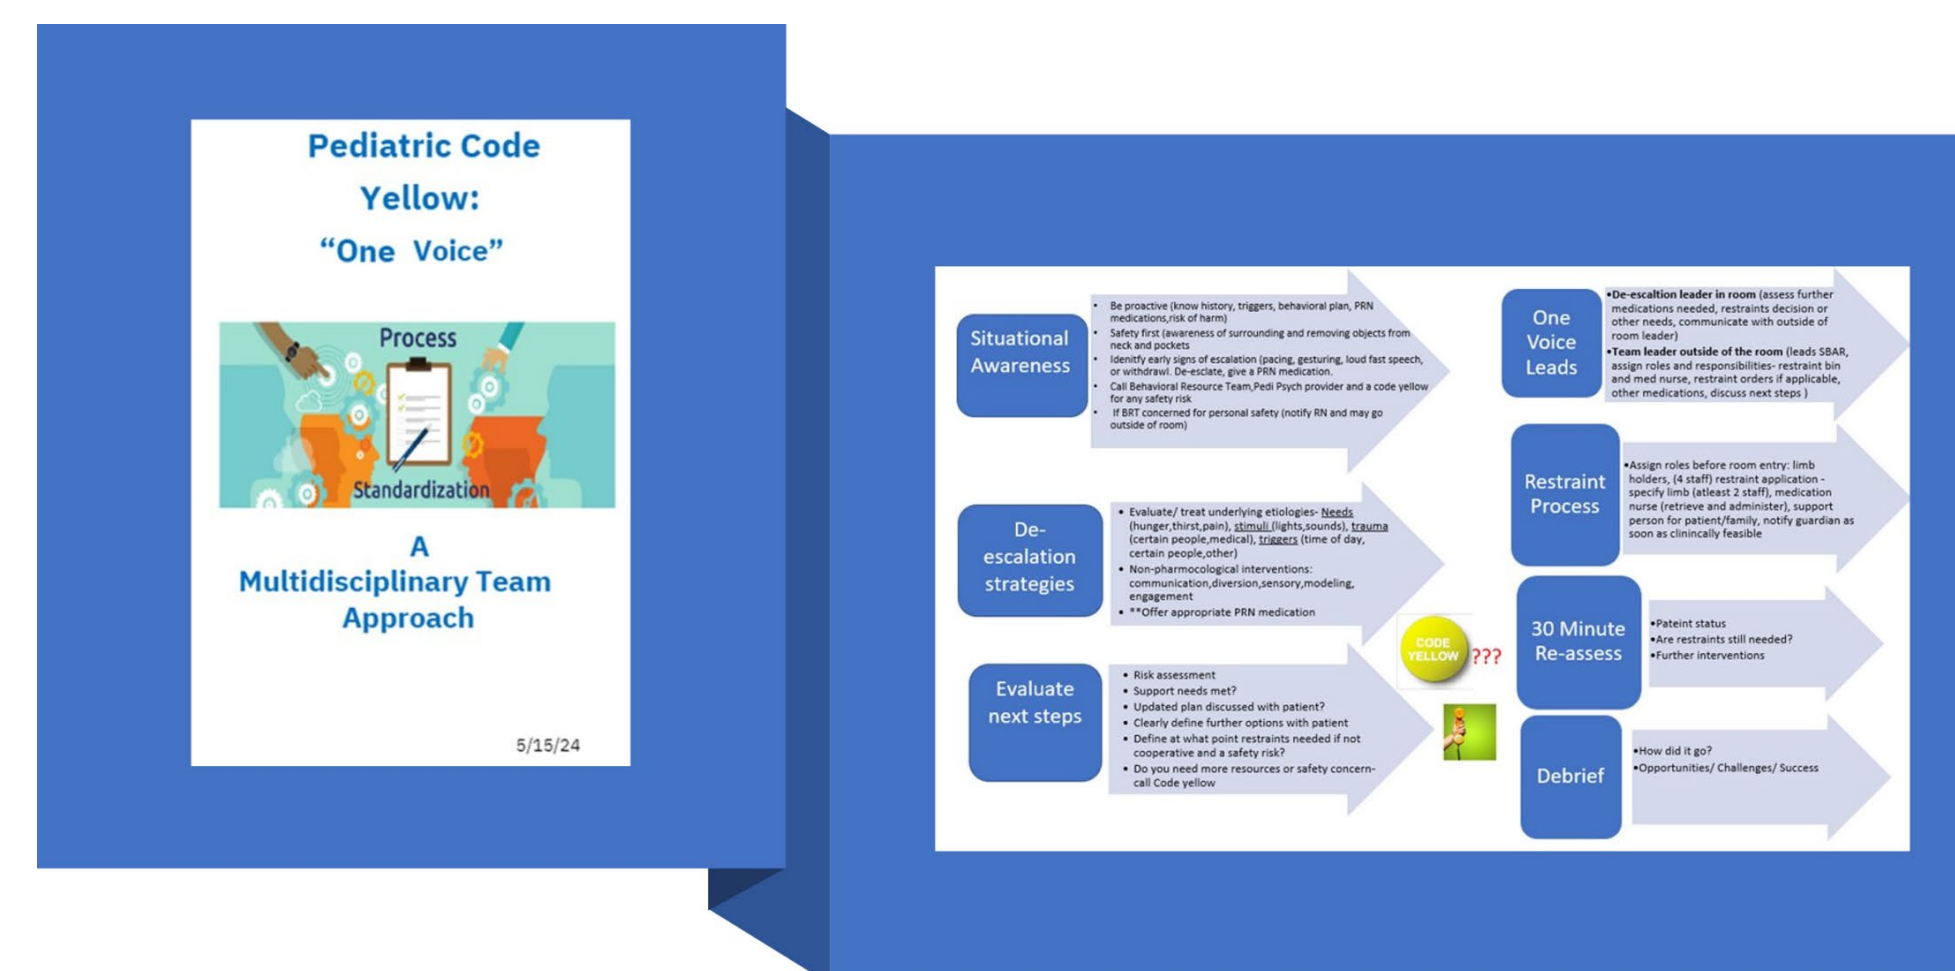 Pediatric Code
Yellow:
“One Voice”
Process
Standardization
A
Multidisciplinary Team
Approach
5/15/24
Situational
Awareness
• Be proactive (know history, triggers, behavioral plan, PRN
medications,risk of harm)
• Safety first (awareness of surrounding and removing objects from
neck and pockets
• Idenitfy early signs of escalation (pacing, gesturing, loud fast speech,
or withdrawl. De-esclate, give a PRN medication.
• Call Behavioral Resource Team,Pedi Psych provider and a code yellow
for any safety risk
• If BRT concerned for personal safety (notify RN and may go
outside of room)
De-
escalation
strategies
• Evaluate/ treat underlying etiologies- Needs
(hunger,thirst,pain), stimuli (lights,sounds), trauma
(certain people,medical), triggers (time of day,
certain people,other)
• Non-pharmocological interventions:
communication,diversion,sensory,modeling,
engagement
• **Offer appropriate PRN medication
Evaluate
next steps
• Risk assessment
• Support needs met?
• Updated plan discussed with patient?
• Clearly define further options with patient
• Define at what point restraints needed if not
cooperative and a safety risk?
• Do you need more resources or safety concern-
call Code yellow
CODE
YELLOW
???
One
Voice
Leads
•De-escaltion leader in room (assess further
medications needed, restraints decision or
other needs, communicate with outside of
room leader)
•Team leader outside of the room (leads SBAR,
assign roles and responsibilities- restraint bin
and med nurse, restraint orders if applicable,
other medications, discuss next steps )
Restraint
Process
•Assign roles before room entry: limb
holders, (4 staff) restraint application -
specify limb (atleast 2 staff), medication
nurse (retrieve and administer), support
person for patient/family, notify guardian as
soon as clinincally feasible
30 Minute
Re-assess
•Pateint status
•Are restraints still needed?
•Further interventions
Debrief
•How did it go?
•Opportunities/ Challenges/ Success